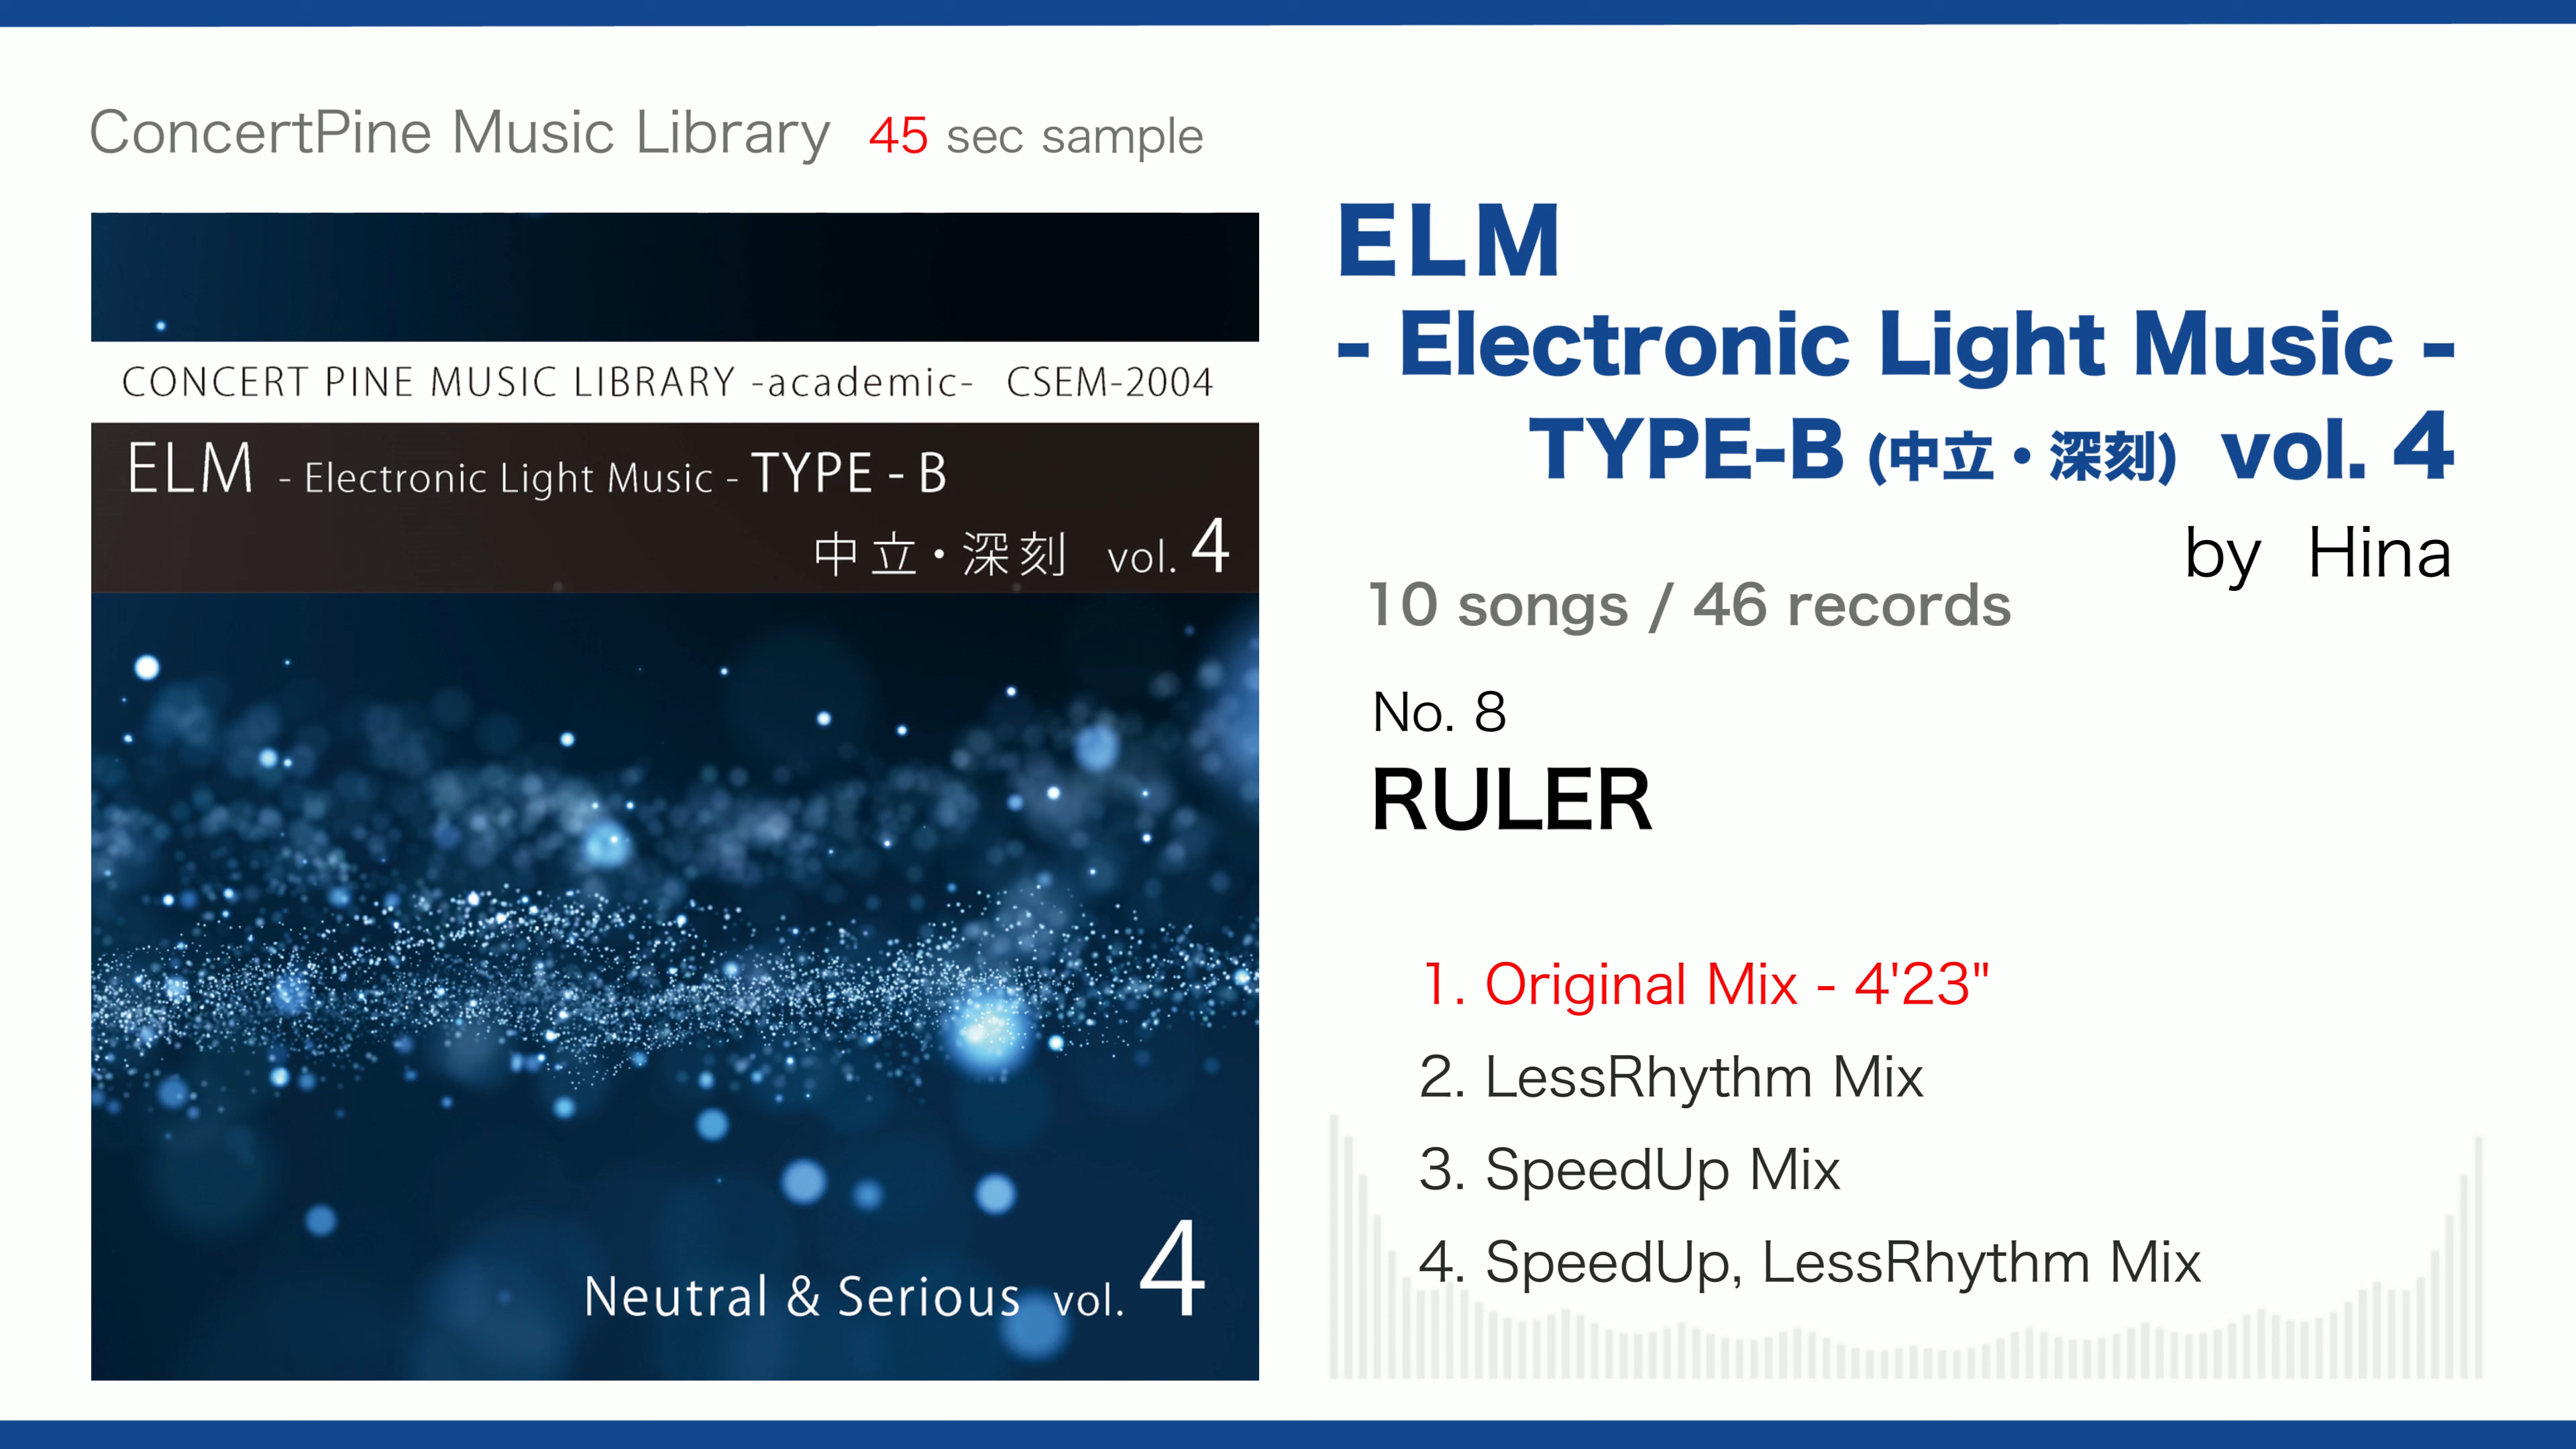 ConcertPine Music Library 45 sec sample
CONCERT PINE MUSIC LIBRARY -academic- CSEM-2004
ELM - Electronic Light Music - TYPE - B
中立・深刻 vol. 4
Neutral & Serious vol. 4
ELM
- Electronic Light Music -
TYPE-B (中立・深刻) vol. 4
by Hina
10 songs / 46 records
No. 8
RULER
1. Original Mix - 4'23"
2. LessRhythm Mix
3. SpeedUp Mix
4. SpeedUp, LessRhythm Mix